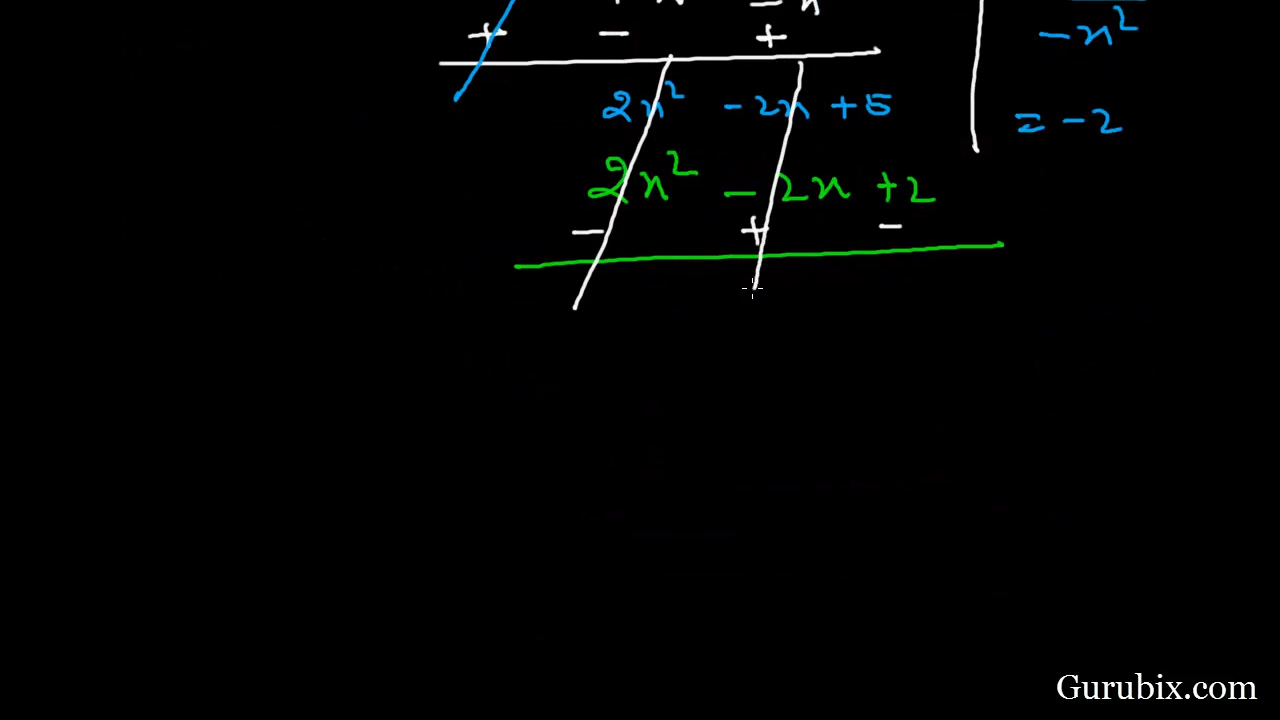 + - +
-x²
2x² - 2x + 5
= -2
2x² - 2x + 2
- + -
Gurubix.com